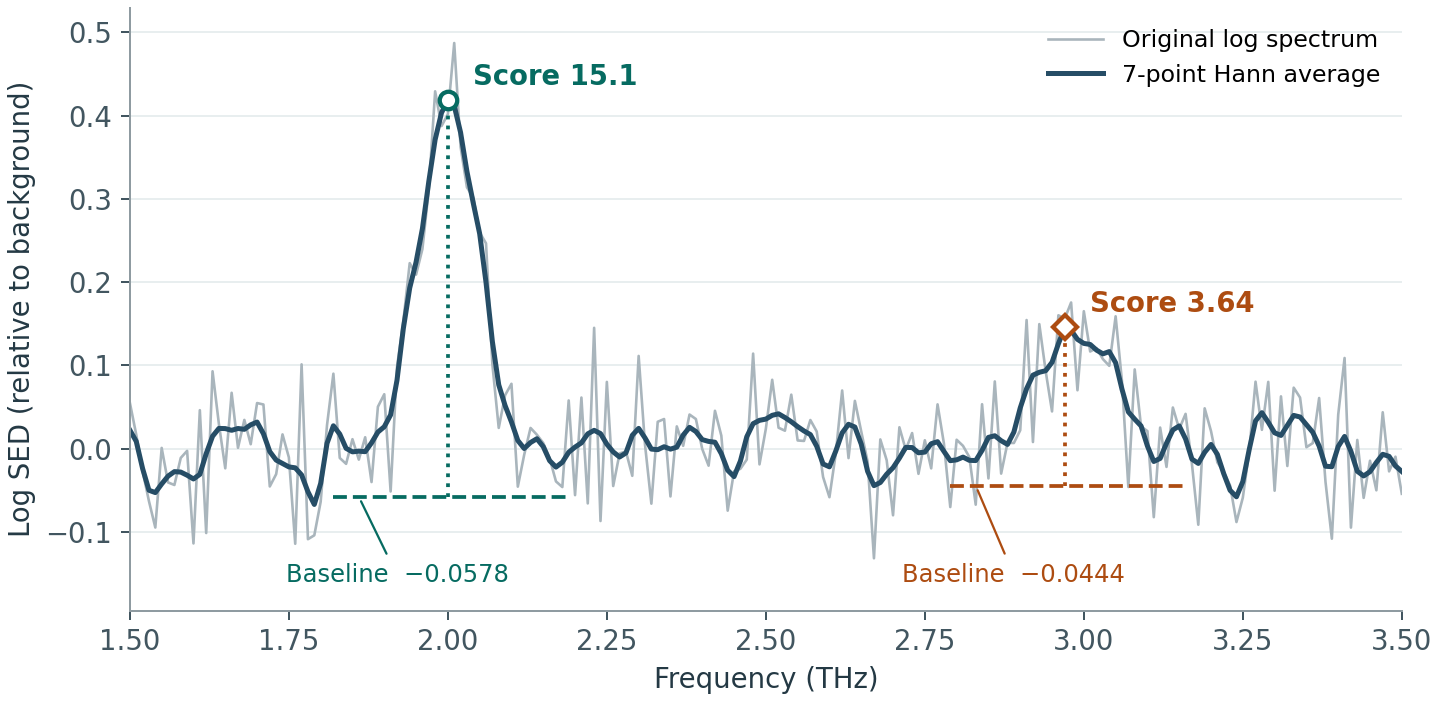 Original log spectrum
7-point Hann average
Score 15.1
Score 3.64
Baseline −0.0578
Baseline −0.0444
Log SED (relative to background)
0.5
0.4
0.3
0.2
0.1
0.0
−0.1
1.50 1.75 2.00 2.25 2.50 2.75 3.00 3.25 3.50
Frequency (THz)